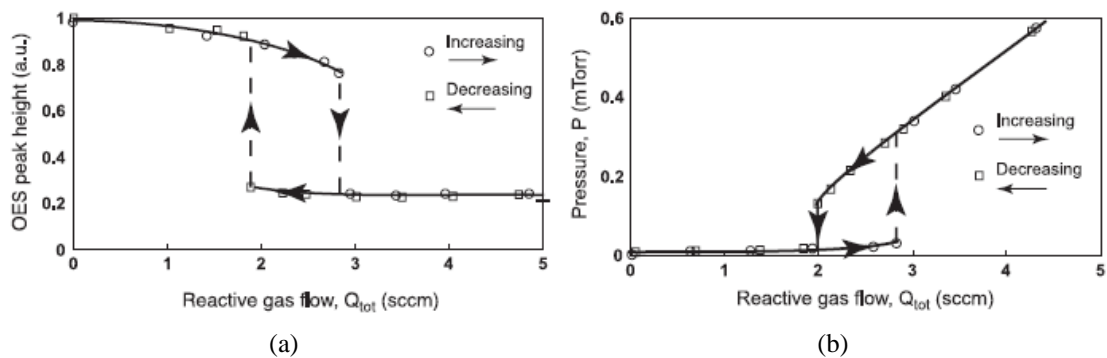 OES peak height (a.u.)
1
0.8
0.6
0.4
0.2
0
0
1
2
3
4
5
Increasing
Decreasing
Reactive gas flow, Qtot (sccm)
(a)
Pressure, P (mTorr)
0.6
0.4
0.2
0
0
1
2
3
4
5
Increasing
Decreasing
Reactive gas flow, Qtot (sccm)
(b)